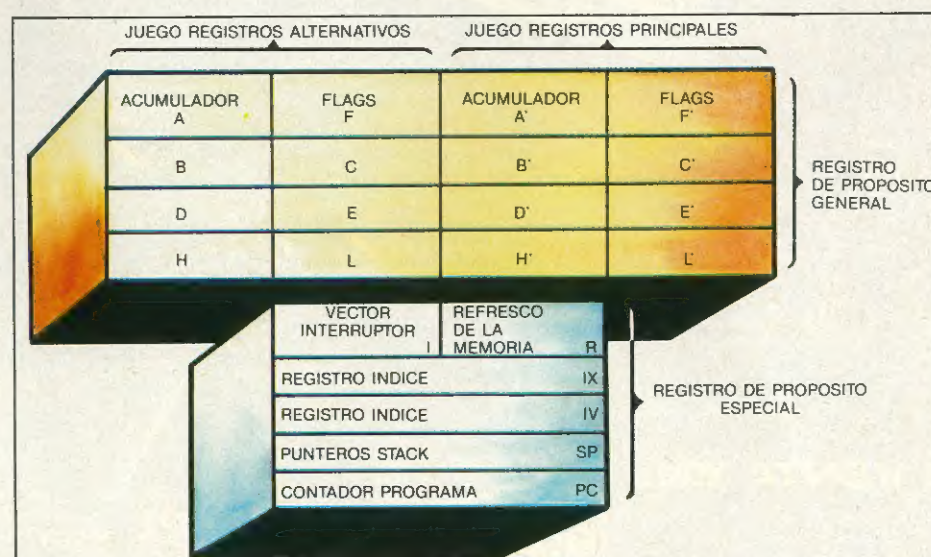 JUEGO REGISTROS ALTERNATIVOS
JUEGO REGISTROS PRINCIPALES
ACUMULADOR
A
FLAGS
F
ACUMULADOR
A'
FLAGS
F'
B
C
B'
C'
D
E
D'
E'
H
L
H'
L'
REGISTRO
DE PROPOSITO
GENERAL
VECTOR
INTERRUPTOR
I
REFRESCO
DE LA
MEMORIA R
REGISTRO INDICE IX
REGISTRO INDICE IV
PUNTEROS STACK SP
CONTADOR PROGRAMA PC
REGISTRO DE PROPOSITO
ESPECIAL